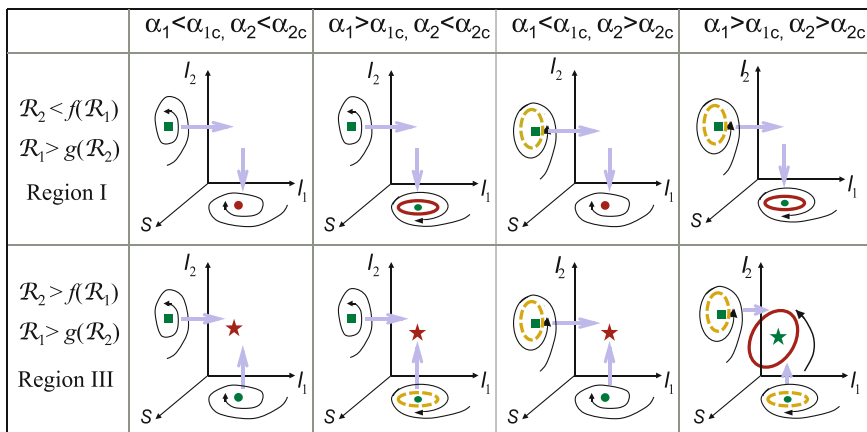 α₁<α₁c, α₂<α₂c α₁>α₁c, α₂<α₂c α₁<α₁c, α₂>α₂c α₁>α₁c, α₂>α₂c
I₂ I₂ I₂ I₂
ℛ₂ < f(ℛ₁)
ℛ₁ > g(ℛ₂)
Region I
I₁ I₁ I₁ I₁
S S S S
I₂ I₂ I₂ I₂
ℛ₂ > f(ℛ₁)
ℛ₁ > g(ℛ₂)
Region III
I₁ I₁ I₁ I₁
S S S S